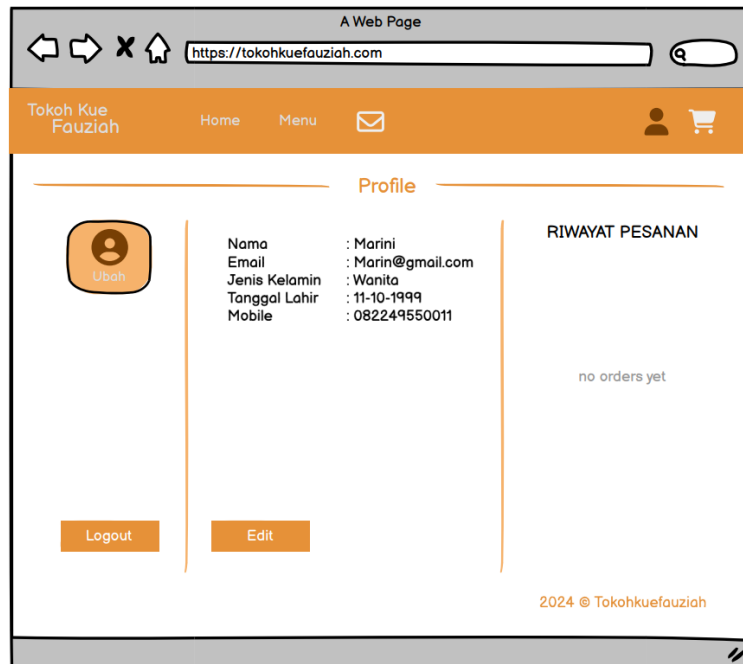 A Web Page
https://tokohkuefauziah.com
Tokoh Kue
Fauziah
Home
Menu
Profile
Ubah
Nama : Marini
Email : Marin@gmail.com
Jenis Kelamin : Wanita
Tanggal Lahir : 11-10-1999
Mobile : 082249550011
RIWAYAT PESANAN
no orders yet
Logout
Edit
2024 © Tokohkuefauziah